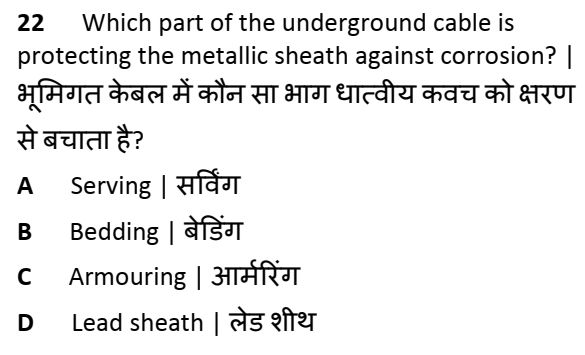 22 Which part of the underground cable is
protecting the metallic sheath against corrosion? |
भूमिगत केबल में कौन सा भाग धात्वीय कवच को क्षरण
से बचाता है?
A Serving | सर्विंग
B Bedding | बेडिंग
C Armouring | आर्मरिंग
D Lead sheath | लेड शीथ